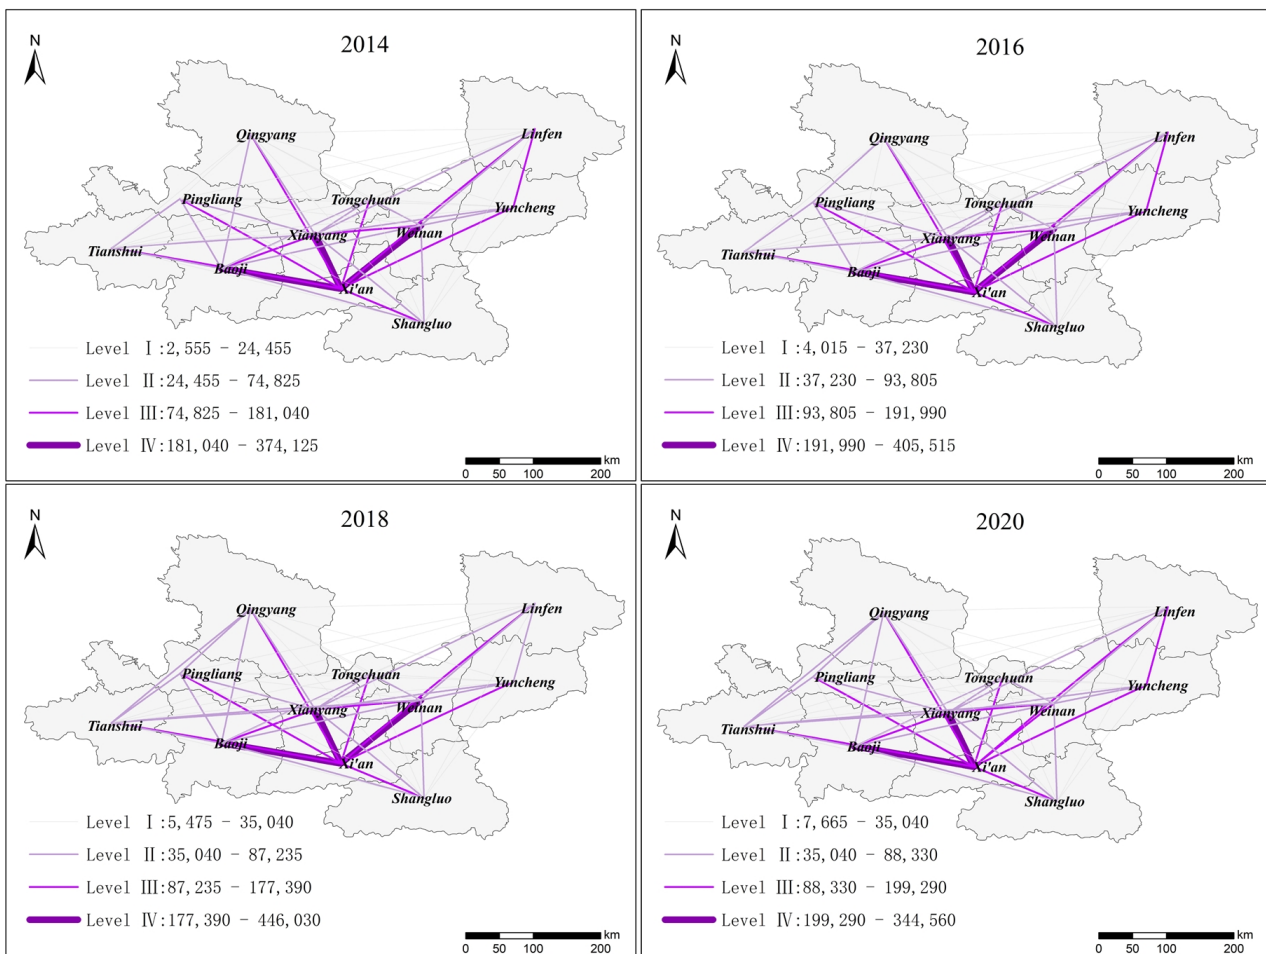 2014
N
Qingyang
Linfen
Pingliang
Tongchuan
Yuncheng
Xianyang
Weinan
Tianshui
Baoji
Xi'an
Shangluo
Level Ⅰ:2,555 - 24,455
Level Ⅱ:24,455 - 74,825
Level Ⅲ:74,825 - 181,040
Level Ⅳ:181,040 - 374,125
km
0 50 100 200
2016
N
Qingyang
Linfen
Pingliang
Tongchuan
Yuncheng
Xianyang
Weinan
Tianshui
Baoji
Xi'an
Shangluo
Level Ⅰ:4,015 - 37,230
Level Ⅱ:37,230 - 93,805
Level Ⅲ:93,805 - 191,990
Level Ⅳ:191,990 - 405,515
km
0 50 100 200
2018
N
Qingyang
Linfen
Pingliang
Tongchuan
Yuncheng
Xianyang
Weinan
Tianshui
Baoji
Xi'an
Shangluo
Level Ⅰ:5,475 - 35,040
Level Ⅱ:35,040 - 87,235
Level Ⅲ:87,235 - 177,390
Level Ⅳ:177,390 - 446,030
km
0 50 100 200
2020
N
Qingyang
Linfen
Pingliang
Tongchuan
Yuncheng
Xianyang
Weinan
Tianshui
Baoji
Xi'an
Shangluo
Level Ⅰ:7,665 - 35,040
Level Ⅱ:35,040 - 88,330
Level Ⅲ:88,330 - 199,290
Level Ⅳ:199,290 - 344,560
km
0 50 100 200